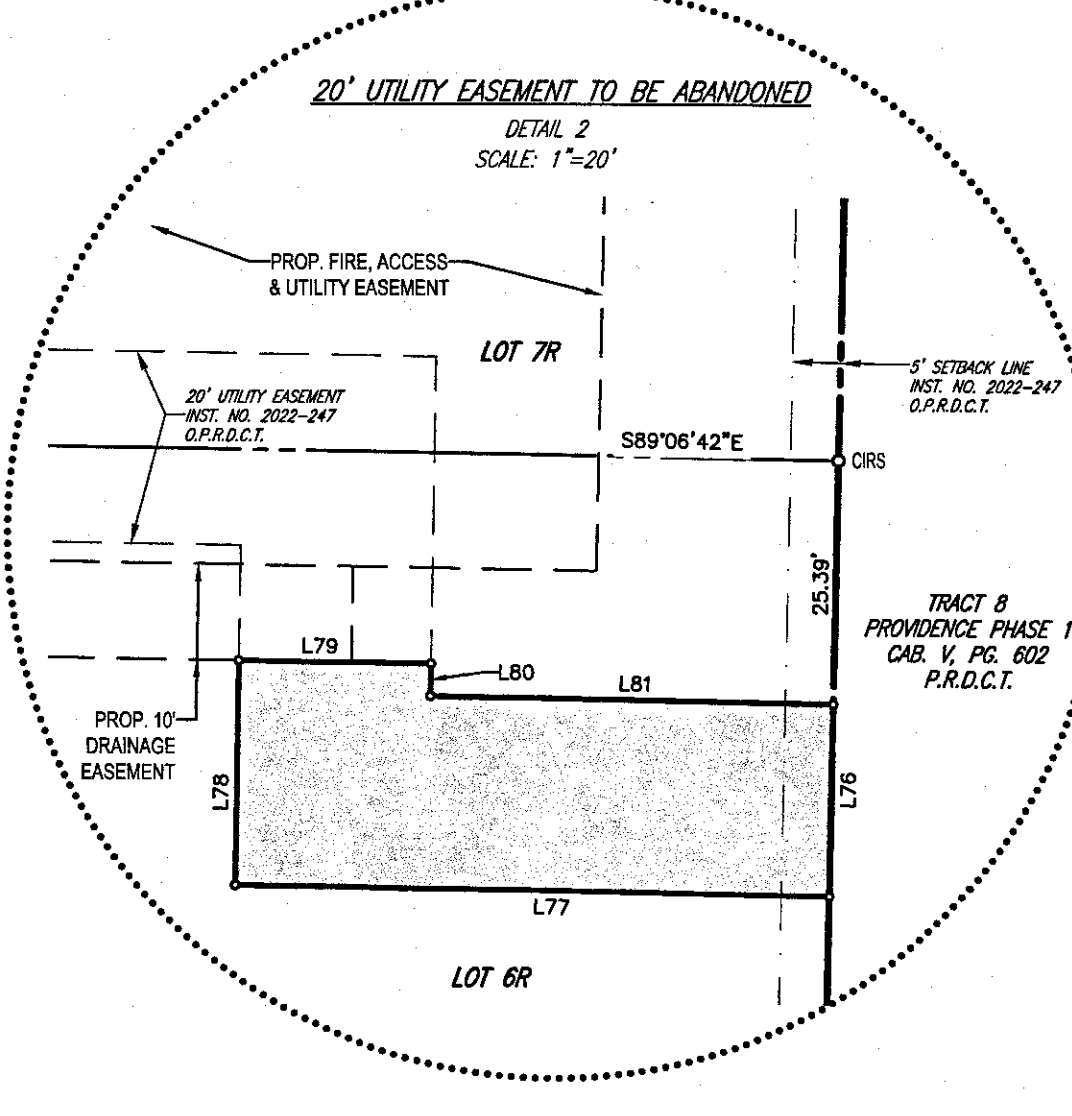 20' UTILITY EASEMENT TO BE ABANDONED
DETAIL 2
SCALE: 1"=20'
PROP. FIRE, ACCESS
& UTILITY EASEMENT
LOT 7R
5' SETBACK LINE
INST. NO. 2022-247
O.P.R.D.C.T.
20' UTILITY EASEMENT
INST. NO. 2022-247
O.P.R.D.C.T.
S89°06'42"E
CIRS
25.39'
TRACT 8
PROVIDENCE PHASE 1
CAB. V, PG. 602
P.R.D.C.T.
L79
L80
L81
PROP. 10'
DRAINAGE
EASEMENT
L78
L76
L77
LOT 6R